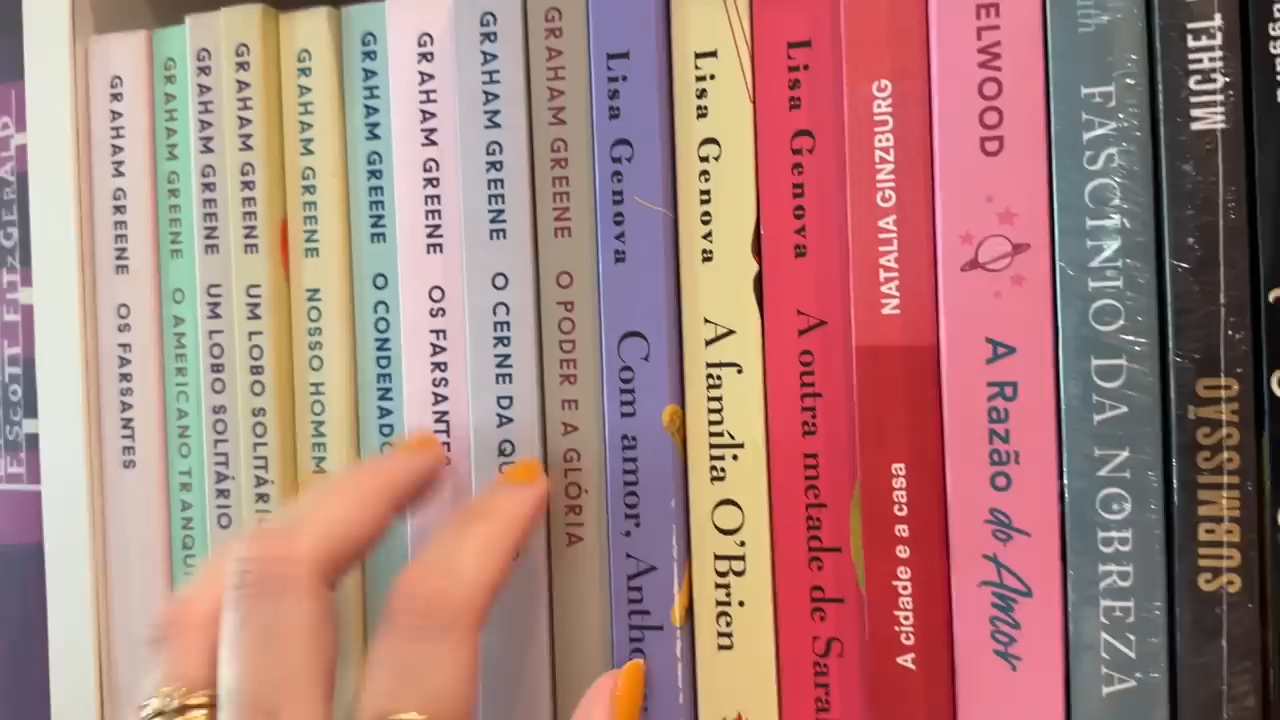 ESCOTT FITZGERALD
GRAHAM GREENE OS FARSANTES
GRAHAM GREENE O AMERICANO TRANQU
GRAHAM GREENE UM LOBO SOLITÁRIO
GRAHAM GREENE UM LOBO SOLITÁRI
GRAHAM GREENE NOSSO HOMEM
GRAHAM GREENE O CONDENADO
GRAHAM GREENE OS FARSANTES
GRAHAM GREENE O CERNE DA QU
GRAHAM GREENE O PODER E A GLÓRIA
Lisa Genova Com amor, Antho
Lisa Genova A família O'Brien
Lisa Genova A outra metade de Sara
NATALIA GINZBURG A cidade e a casa
ELWOOD A Razão do Amor
uth FASCÍNIO DA NOBREZA
MICHEL SUBMISSÃO